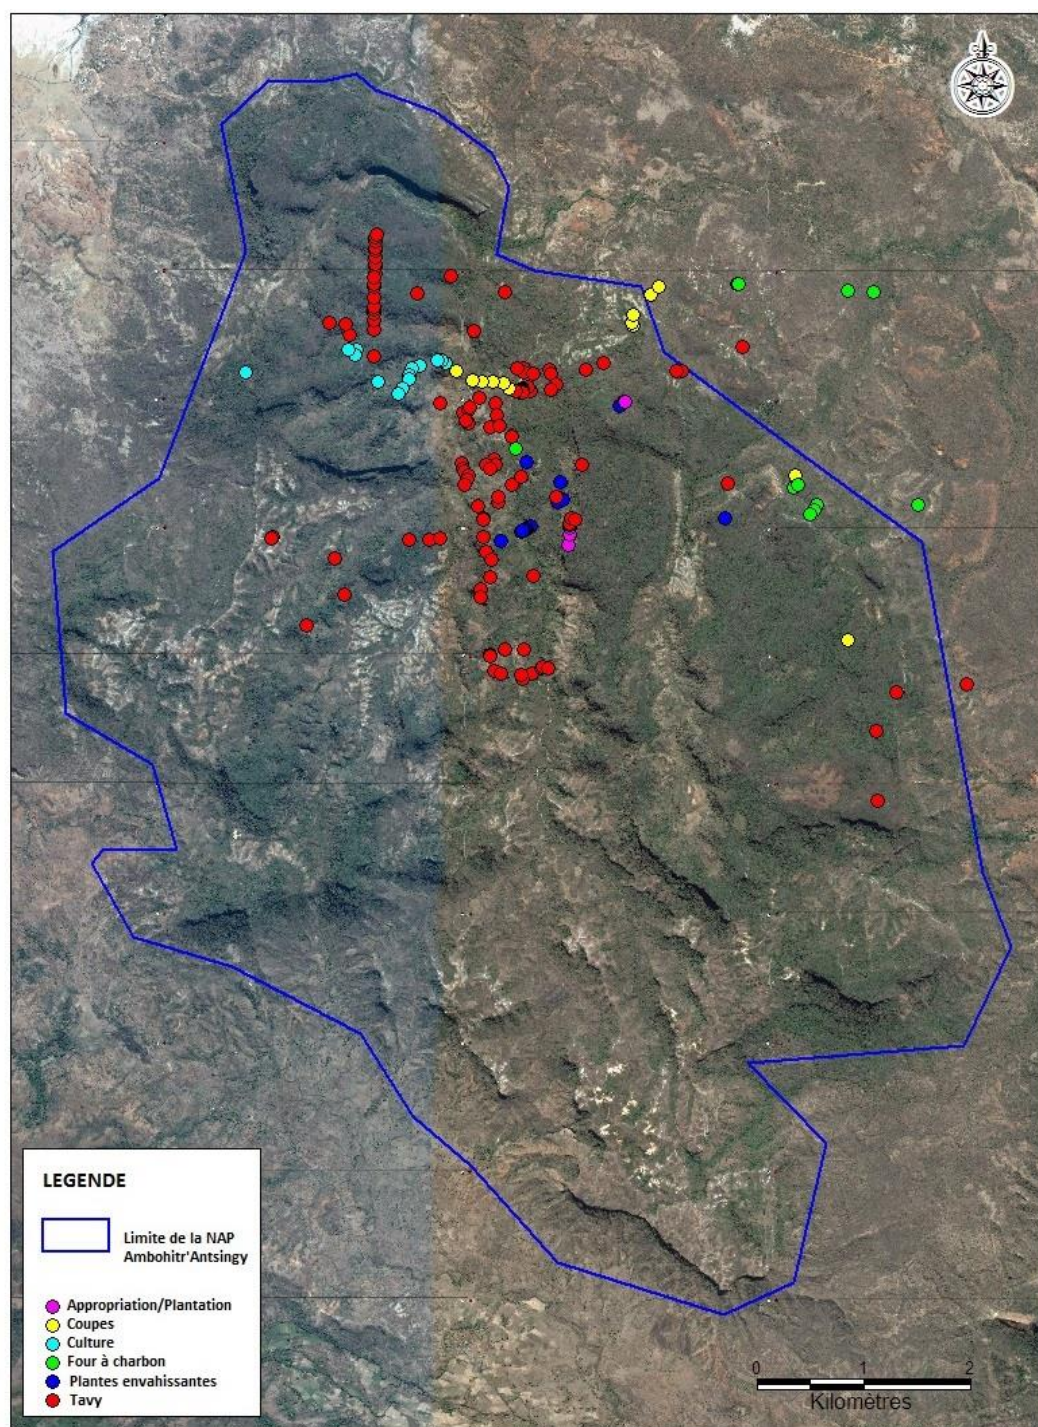 LEGENDE
Limite de la NAP
Ambohitr'Antsingy
Appropriation/Plantation
Coupes
Culture
Four à charbon
Plantes envahissantes
Tavy
0 1 2
Kilomètres